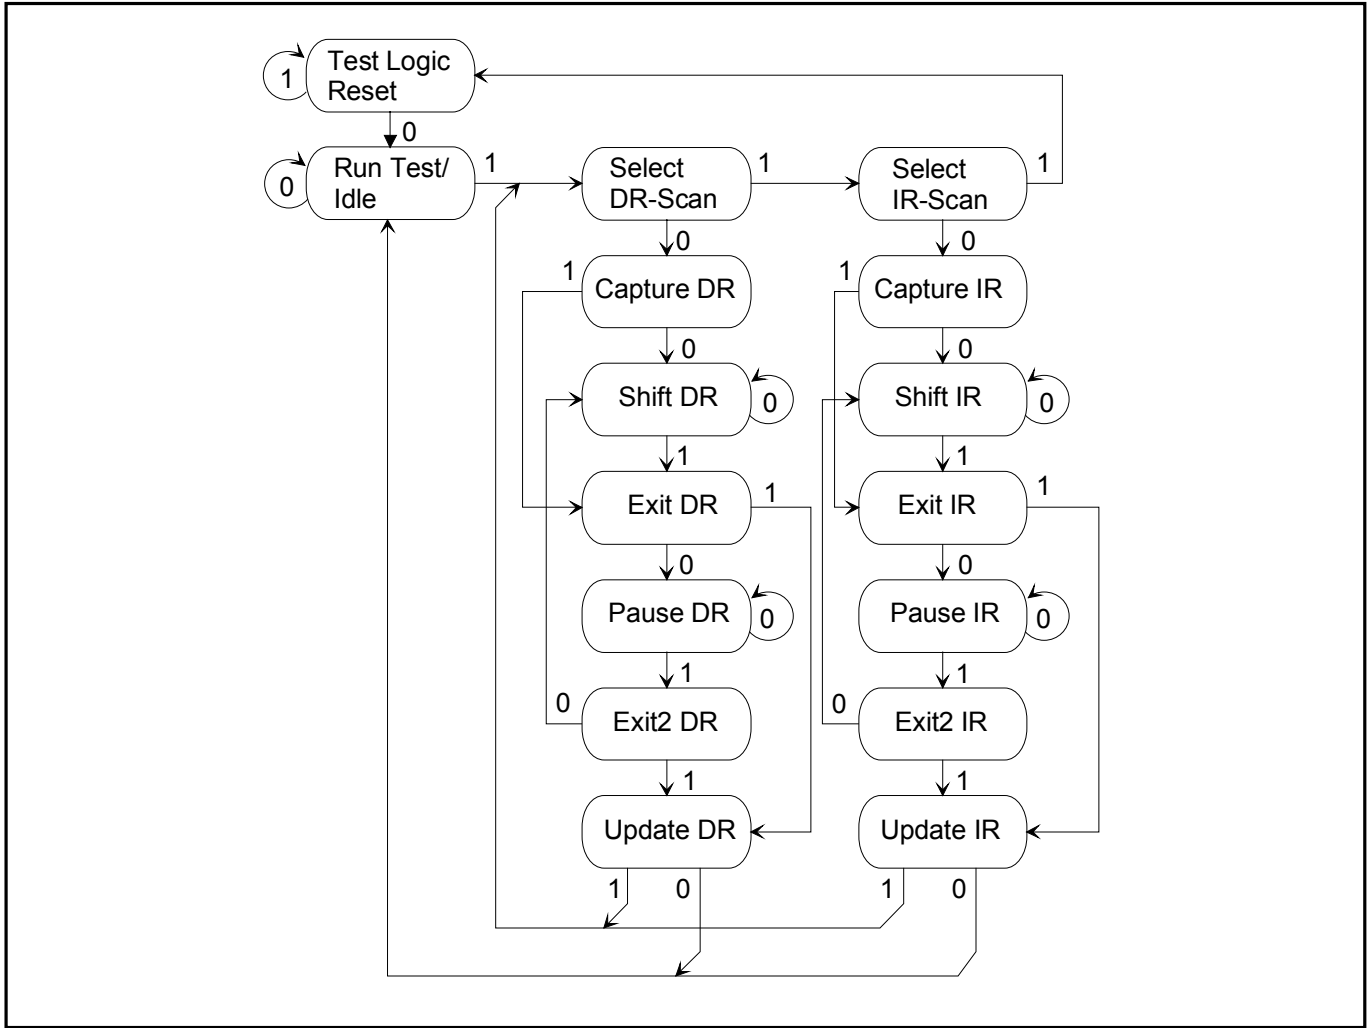 Test Logic
Reset
1
0
Run Test/
Idle
0
1
Select
DR-Scan
1
Select
IR-Scan
1
0
0
1
Capture DR
1
Capture IR
0
0
Shift DR
0
Shift IR
0
1
1
Exit DR
1
Exit IR
1
0
0
Pause DR
0
Pause IR
0
1
1
0
Exit2 DR
0
Exit2 IR
1
1
Update DR
Update IR
1
0
1
0